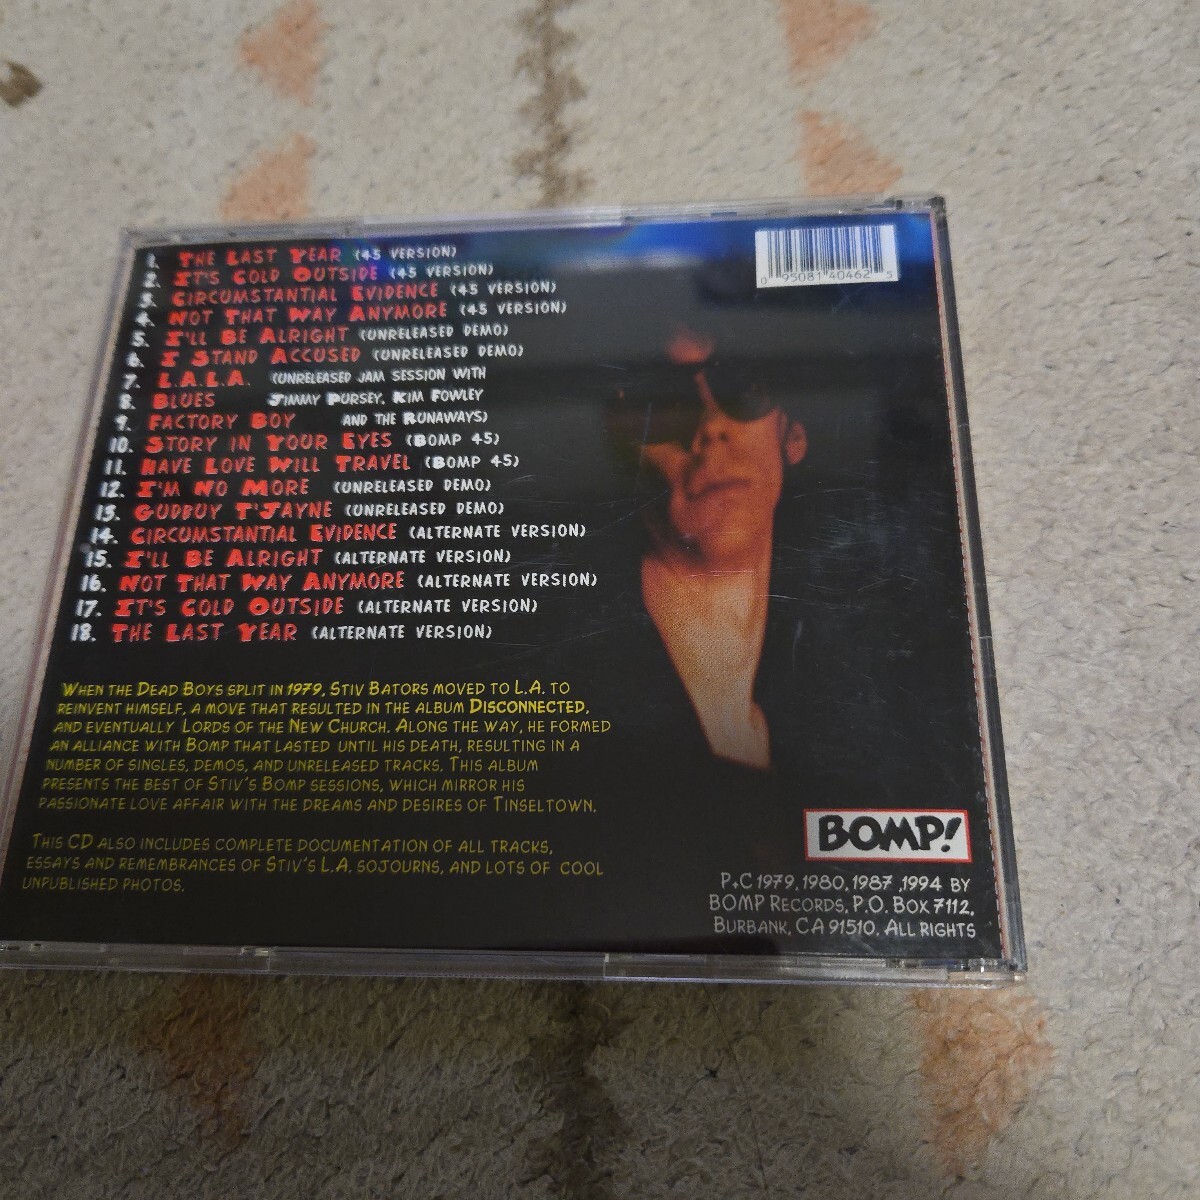 1. THE LAST YEAR (45 VERSION)
2. IT'S COLD OUTSIDE (45 VERSION)
3. CIRCUMSTANTIAL EVIDENCE (45 VERSION)
4. NOT THAT WAY ANYMORE (45 VERSION)
5. I'LL BE ALRIGHT (UNRELEASED DEMO)
6. I STAND ACCUSED (UNRELEASED DEMO)
7. L.A.L.A. (UNRELEASED JAM SESSION WITH
8. BLUES JIMMY PURSEY, KIM FOWLEY
9. FACTORY BOY AND THE RUNAWAYS)
10. STORY IN YOUR EYES (BOMP 45)
11. HAVE LOVE WILL TRAVEL (BOMP 45)
12. I'M NO MORE (UNRELEASED DEMO)
13. GUDBUY T'JAYNE (UNRELEASED DEMO)
14. CIRCUMSTANTIAL EVIDENCE (ALTERNATE VERSION)
15. I'LL BE ALRIGHT (ALTERNATE VERSION)
16. NOT THAT WAY ANYMORE (ALTERNATE VERSION)
17. IT'S COLD OUTSIDE (ALTERNATE VERSION)
18. THE LAST YEAR (ALTERNATE VERSION)
0 95081 40462 5
WHEN THE DEAD BOYS SPLIT IN 1979, STIV BATORS MOVED TO L.A. TO
REINVENT HIMSELF, A MOVE THAT RESULTED IN THE ALBUM DISCONNECTED,
AND EVENTUALLY LORDS OF THE NEW CHURCH. ALONG THE WAY, HE FORMED
AN ALLIANCE WITH BOMP THAT LASTED UNTIL HIS DEATH, RESULTING IN A
NUMBER OF SINGLES, DEMOS, AND UNRELEASED TRACKS. THIS ALBUM
PRESENTS THE BEST OF STIV'S BOMP SESSIONS, WHICH MIRROR HIS
PASSIONATE LOVE AFFAIR WITH THE DREAMS AND DESIRES OF TINSELTOWN.
THIS CD ALSO INCLUDES COMPLETE DOCUMENTATION OF ALL TRACKS,
ESSAYS AND REMEMBRANCES OF STIV'S L.A. SOJOURNS, AND LOTS OF COOL
UNPUBLISHED PHOTOS.
BOMP!
P+C 1979, 1980, 1987 ,1994 BY
BOMP RECORDS, P.O. BOX 7112,
BURBANK, CA 91510. ALL RIGHTS